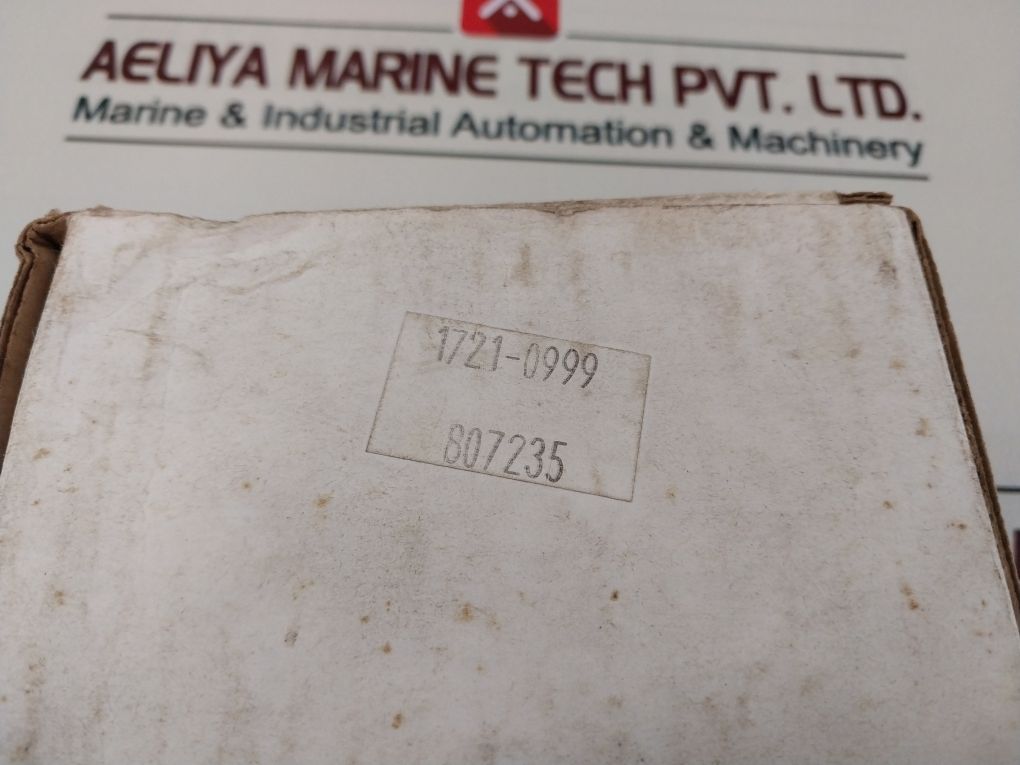 AELIYA MARINE TECH PVT. LTD.
Marine & Industrial Automation & Machinery
1721-0999
807235